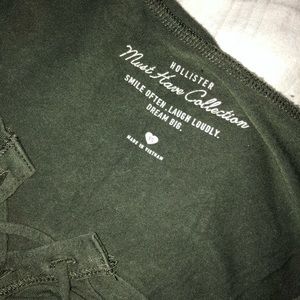 HOLLISTER
Must Have Collection
SMILE OFTEN. LAUGH LOUDLY.
DREAM BIG.
MADE IN VIETNAM